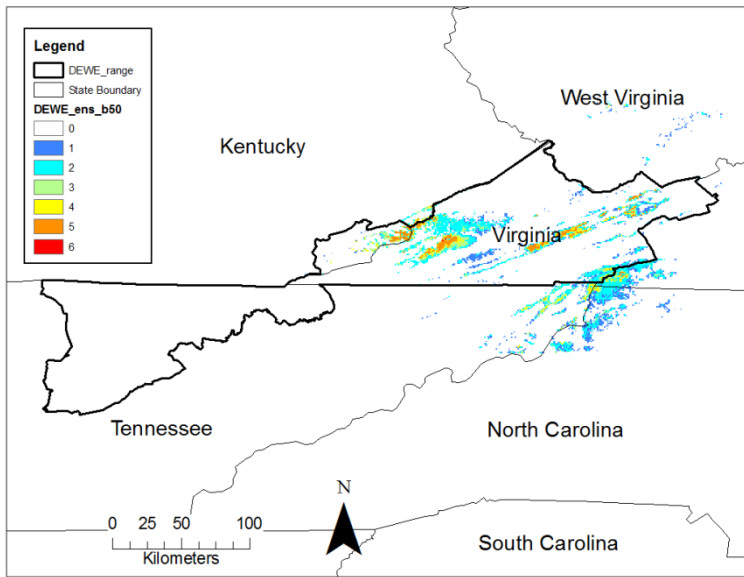 Legend
DEWE_range
State Boundary
DEWE_ens_b50
0
1
2
3
4
5
6
West Virginia
Kentucky
Virginia
Tennessee
North Carolina
N
0 25 50 100
Kilometers
South Carolina